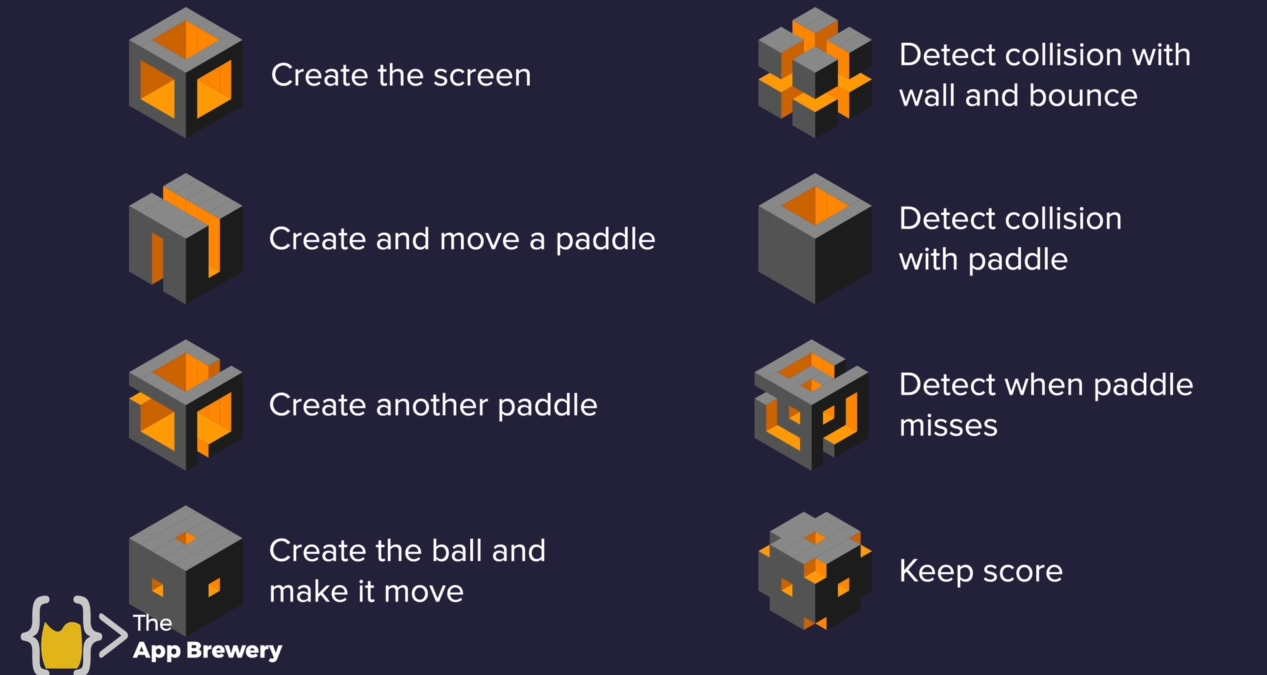 Create the screen
Create and move a paddle
Create another paddle
Create the ball and
make it move
Detect collision with
wall and bounce
Detect collision
with paddle
Detect when paddle
misses
Keep score
The
App Brewery